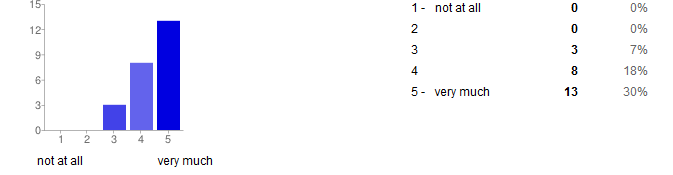 15
12
9
6
3
0
1 2 3 4 5
not at all very much
1 - not at all 0 0%
2 0 0%
3 3 7%
4 8 18%
5 - very much 13 30%